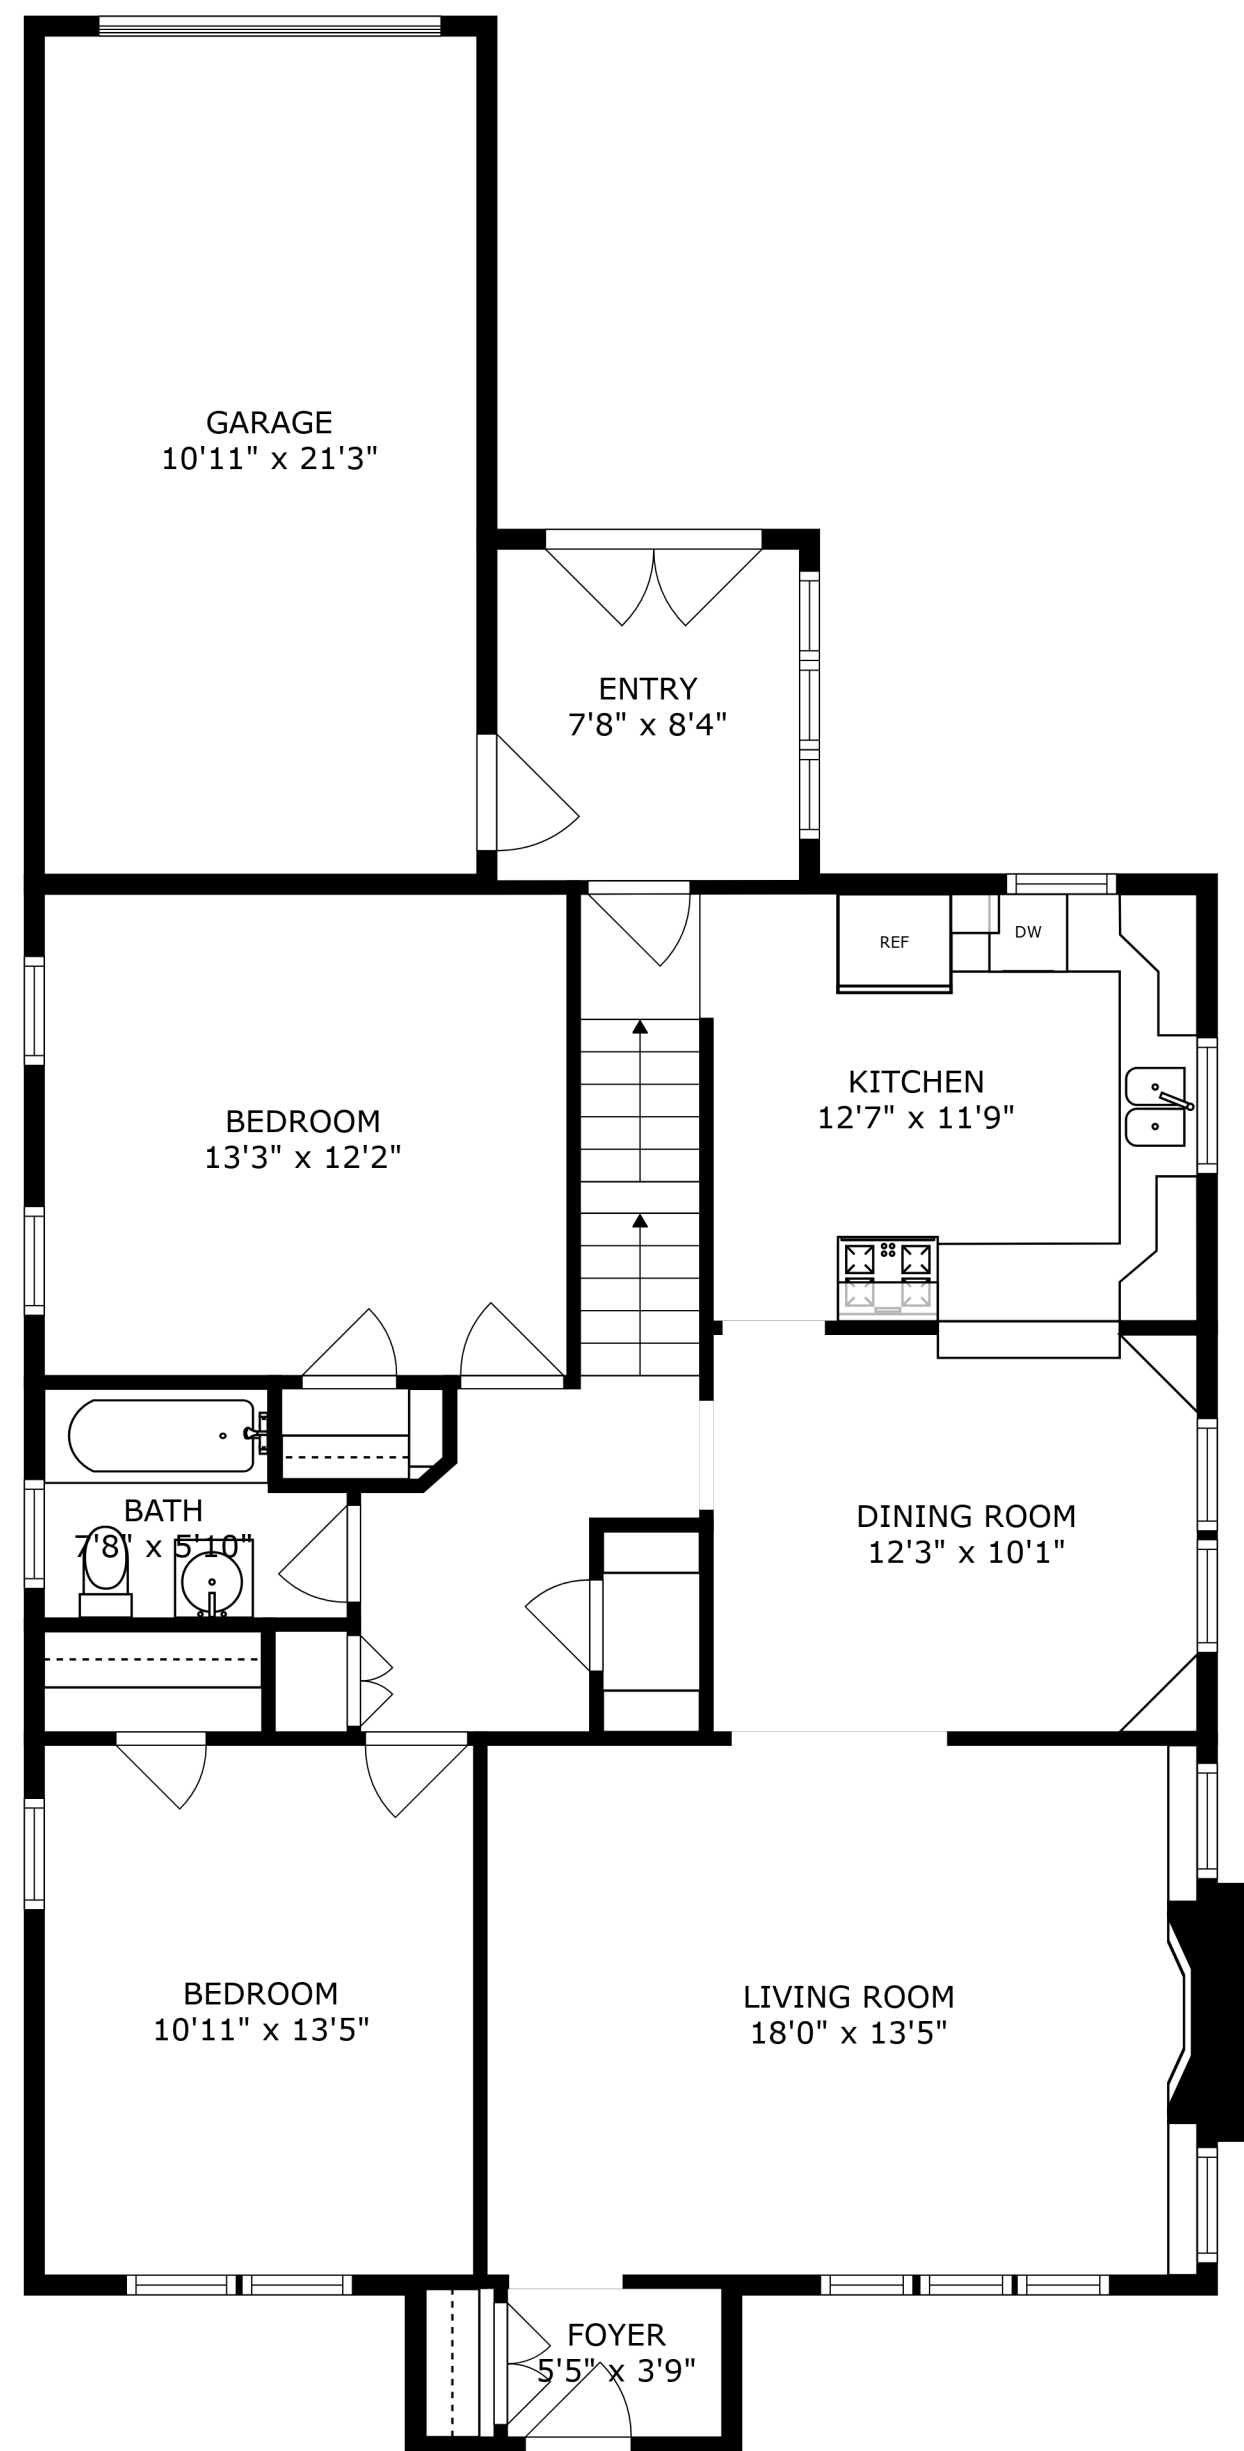 GARAGE
10'11" x 21'3"
ENTRY
7'8" x 8'4"
REF
DW
KITCHEN
12'7" x 11'9"
BEDROOM
13'3" x 12'2"
BATH
7'8" x 5'10"
DINING ROOM
12'3" x 10'1"
BEDROOM
10'11" x 13'5"
LIVING ROOM
18'0" x 13'5"
FOYER
5'5" x 3'9"